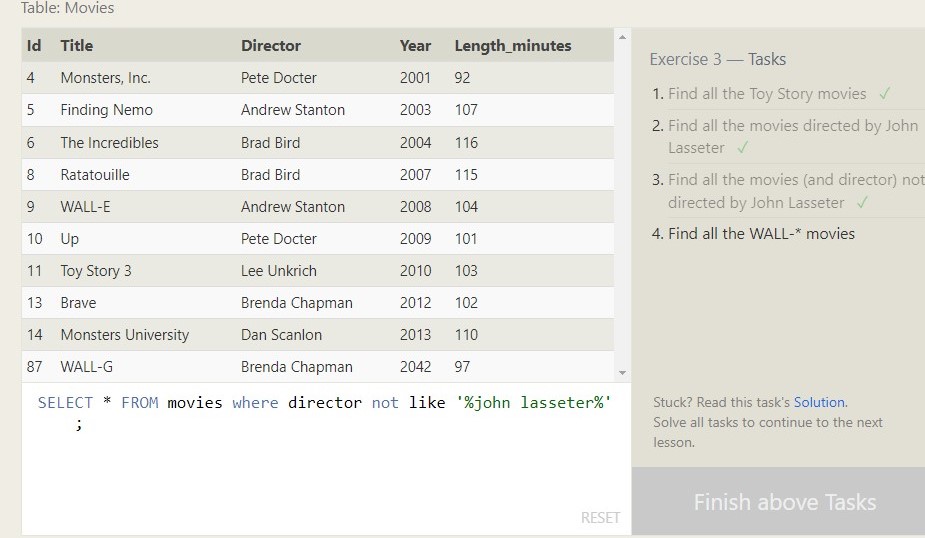 Table: Movies
Id Title Director Year Length_minutes
4 Monsters, Inc. Pete Docter 2001 92
5 Finding Nemo Andrew Stanton 2003 107
6 The Incredibles Brad Bird 2004 116
8 Ratatouille Brad Bird 2007 115
9 WALL-E Andrew Stanton 2008 104
10 Up Pete Docter 2009 101
11 Toy Story 3 Lee Unkrich 2010 103
13 Brave Brenda Chapman 2012 102
14 Monsters University Dan Scanlon 2013 110
87 WALL-G Brenda Chapman 2042 97
SELECT * FROM movies where director not like '%john lasseter%'
;
RESET
Exercise 3 — Tasks
1. Find all the Toy Story movies ✓
2. Find all the movies directed by John
Lasseter ✓
3. Find all the movies (and director) not
directed by John Lasseter ✓
4. Find all the WALL-* movies
Stuck? Read this task's Solution.
Solve all tasks to continue to the next
lesson.
Finish above Tasks